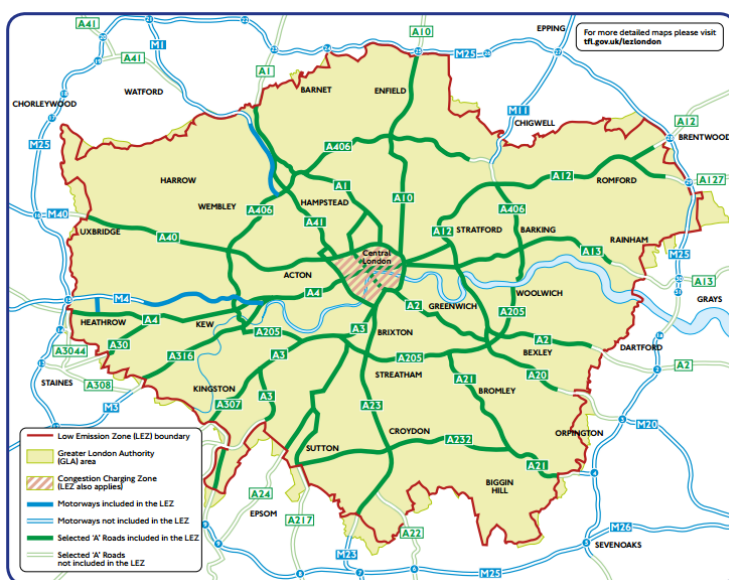 A41
A10
EPPING
For more detailed maps please visit
tfl.gov.uk/lezlondon
M1
A41
A1
M25
BARNET
ENFIELD
WATFORD
CHORLEYWOOD
M11
CHIGWELL
A12
BRENTWOOD
M25
A406
HARROW
A1
A12
A127
ROMFORD
HAMPSTEAD
A10
WEMBLEY
A406
A406
M40
A41
STRATFORD
BARKING
UXBRIDGE
A12
RAINHAM
A40
A13
Central
London
M25
ACTON
A13
M4
A4
WOOLWICH
GRAYS
A2
GREENWICH
HEATHROW
A4
KEW
A205
BRIXTON
A3
A205
A30
A2
BEXLEY
DARTFORD
A3044
A316
A3
A205
A2
STAINES
A308
STREATHAM
A21
A20
KINGSTON
BROMLEY
M3
A307
A3
A23
M20
CROYDON
ORPINGTON
A232
SUTTON
A21
BIGGIN
HILL
A24
EPSOM
A217
A22
M26
M23
SEVENOAKS
M25
Low Emission Zone (LEZ) boundary
Greater London Authority
(GLA) area
Congestion Charging Zone
(LEZ also applies)
Motorways included in the LEZ
Motorways not included in the LEZ
Selected 'A' Roads included in the LEZ
Selected 'A' Roads
not included in the LEZ